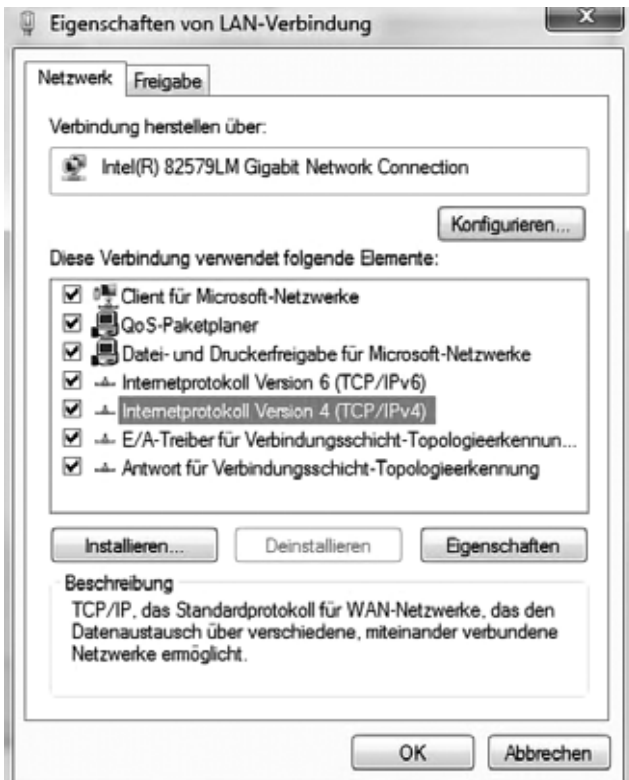 Eigenschaften von LAN-Verbindung
Netzwerk
Freigabe
Verbindung herstellen über:
Intel(R) 82579LM Gigabit Network Connection
Konfigurieren...
Diese Verbindung verwendet folgende Elemente:
Client für Microsoft-Netzwerke
QoS-Paketplaner
Datei- und Druckerfreigabe für Microsoft-Netzwerke
Internetprotokoll Version 6 (TCP/IPv6)
Internetprotokoll Version 4 (TCP/IPv4)
E/A-Treiber für Verbindungsschicht-Topologieerkennun...
Antwort für Verbindungsschicht-Topologieerkennung
Installieren...
Deinstallieren
Eigenschaften
Beschreibung
TCP/IP, das Standardprotokoll für WAN-Netzwerke, das den
Datenaustausch über verschiedene, miteinander verbundene
Netzwerke ermöglicht.
OK
Abbrechen